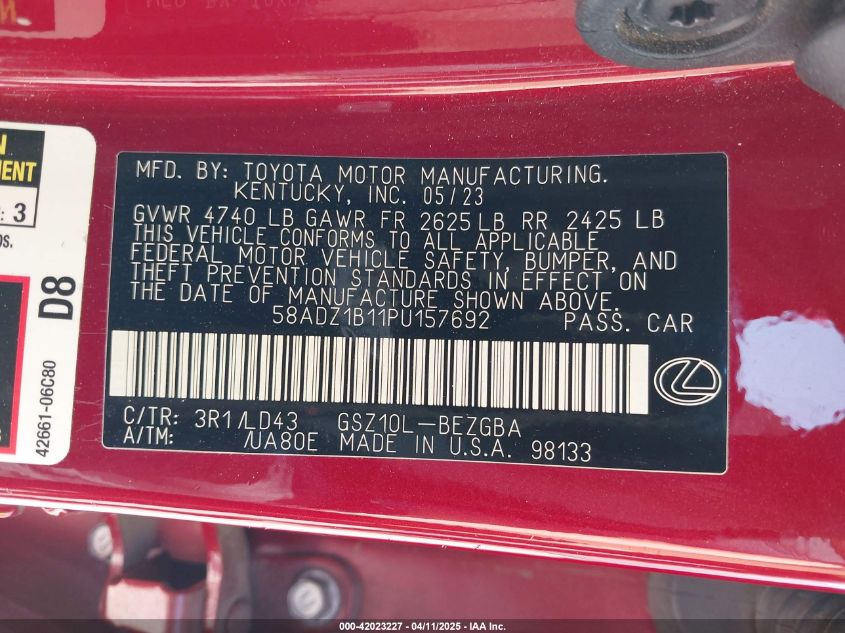 MFD. BY: TOYOTA MOTOR MANUFACTURING.
KENTUCKY, INC. 05/23
GVWR 4740 LB GAWR FR 2625 LB RR 2425 LB
THIS VEHICLE CONFORMS TO ALL APPLICABLE
FEDERAL MOTOR VEHICLE SAFETY, BUMPER, AND
THEFT PREVENTION STANDARDS IN EFFECT ON
THE DATE OF MANUFACTURE SHOWN ABOVE.
58ADZ1B11PU157692 PASS. CAR
C/TR: 3R1/LD43 GSZ10L-BEZGBA
A/TM: /UA80E MADE IN U.S.A. 98133
: 3
D8
42661-06C80
000-42023227 - 04/11/2025 - IAA Inc.